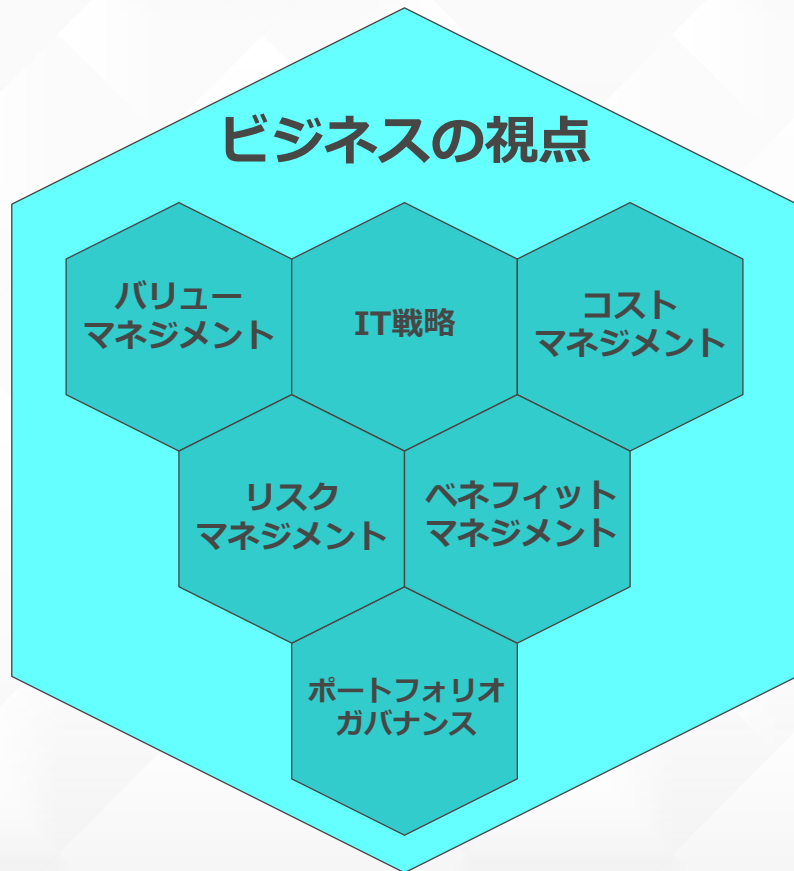 ビジネスの視点
バリュー
マネジメント
IT戦略
コスト
マネジメント
リスク
マネジメント
ベネフィット
マネジメント
ポートフォリオ
ガバナンス